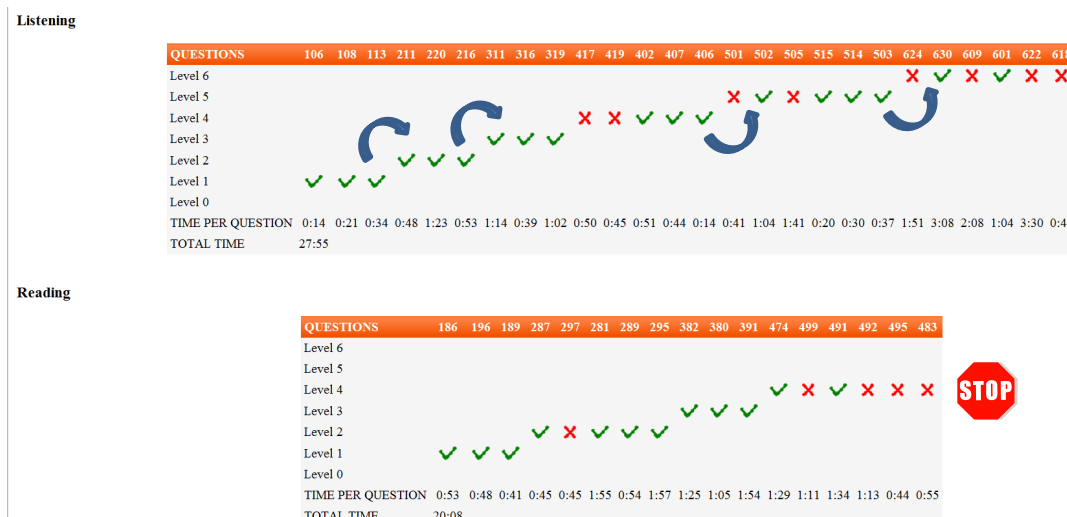 Listening
QUESTIONS 106 108 113 211 220 216 311 316 319 417 419 402 407 406 501 502 505 515 514 503 624 630 609 601 622
Level 6
Level 5
Level 4
Level 3
Level 2
Level 1
Level 0
TIME PER QUESTION 0:14 0:21 0:34 0:48 1:23 0:53 1:14 0:39 1:02 0:50 0:45 0:51 0:44 0:14 0:41 1:04 1:41 0:20 0:30 0:37 1:51 3:08 2:08 1:04 3:30 0:4
TOTAL TIME 27:55
Reading
QUESTIONS 186 196 189 287 297 281 289 295 382 380 391 474 499 491 492 495 483
Level 6
Level 5
Level 4
STOP
Level 3
Level 2
Level 1
Level 0
TIME PER QUESTION 0:53 0:48 0:41 0:45 0:45 1:55 0:54 1:57 1:25 1:05 1:54 1:29 1:11 1:34 1:13 0:44 0:55
TOTAL TIME 20:08